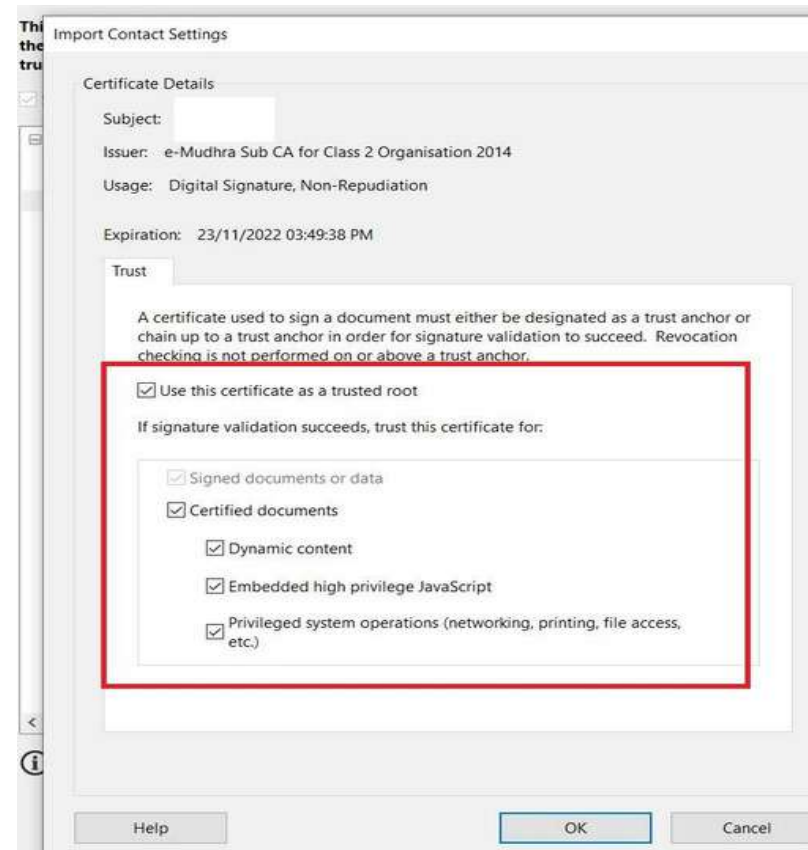 Thi
the
tru
Import Contact Settings
Certificate Details
Subject:
Issuer: e-Mudhra Sub CA for Class 2 Organisation 2014
Usage: Digital Signature, Non-Repudiation
Expiration: 23/11/2022 03:49:38 PM
Trust
A certificate used to sign a document must either be designated as a trust anchor or
chain up to a trust anchor in order for signature validation to succeed. Revocation
checking is not performed on or above a trust anchor.
Use this certificate as a trusted root
If signature validation succeeds, trust this certificate for:
Signed documents or data
Certified documents
Dynamic content
Embedded high privilege JavaScript
Privileged system operations (networking, printing, file access,
etc.)
Help
OK
Cancel